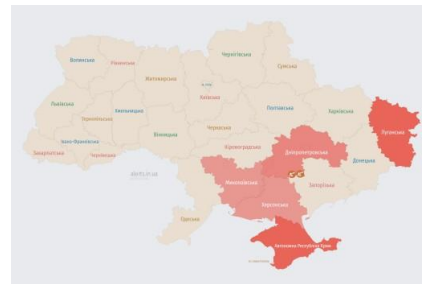 Чернігівська
Волинська
Рівненська
Сумська
Житомирська
Київська
Львівська
Тернопільська
Хмельницька
Полтавська
Харківська
Луганська
Черкаська
Вінницька
Івано-Франківська
Закарпатська
Чернівецька
Кіровоградська
Дніпропетровська
Донецька
Миколаївська
Запорізька
Херсонська
Одеська
Автономна Республіка Крим